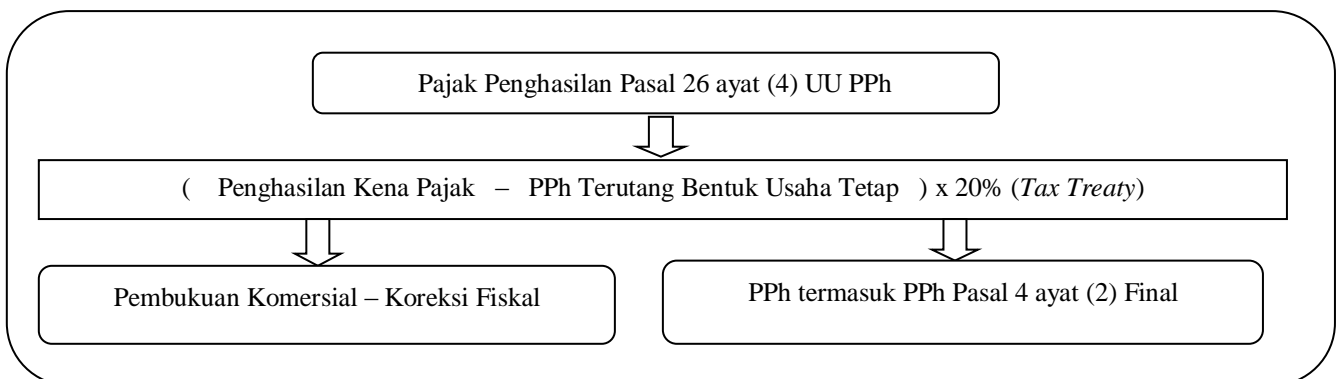 Pajak Penghasilan Pasal 26 ayat (4) UU PPh
( Penghasilan Kena Pajak – PPh Terutang Bentuk Usaha Tetap ) x 20% (Tax Treaty)
Pembukuan Komersial – Koreksi Fiskal
PPh termasuk PPh Pasal 4 ayat (2) Final